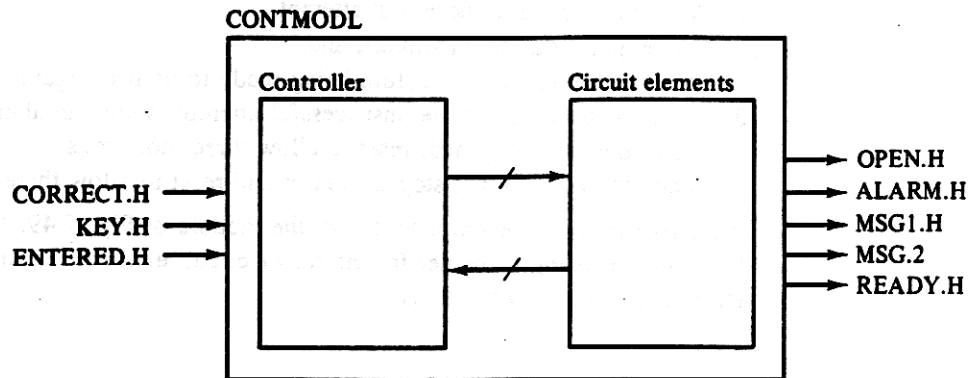 CONTMODL
Controller
Circuit elements
CORRECT.H
KEY.H
ENTERED.H
OPEN.H
ALARM.H
MSG1.H
MSG.2
READY.H